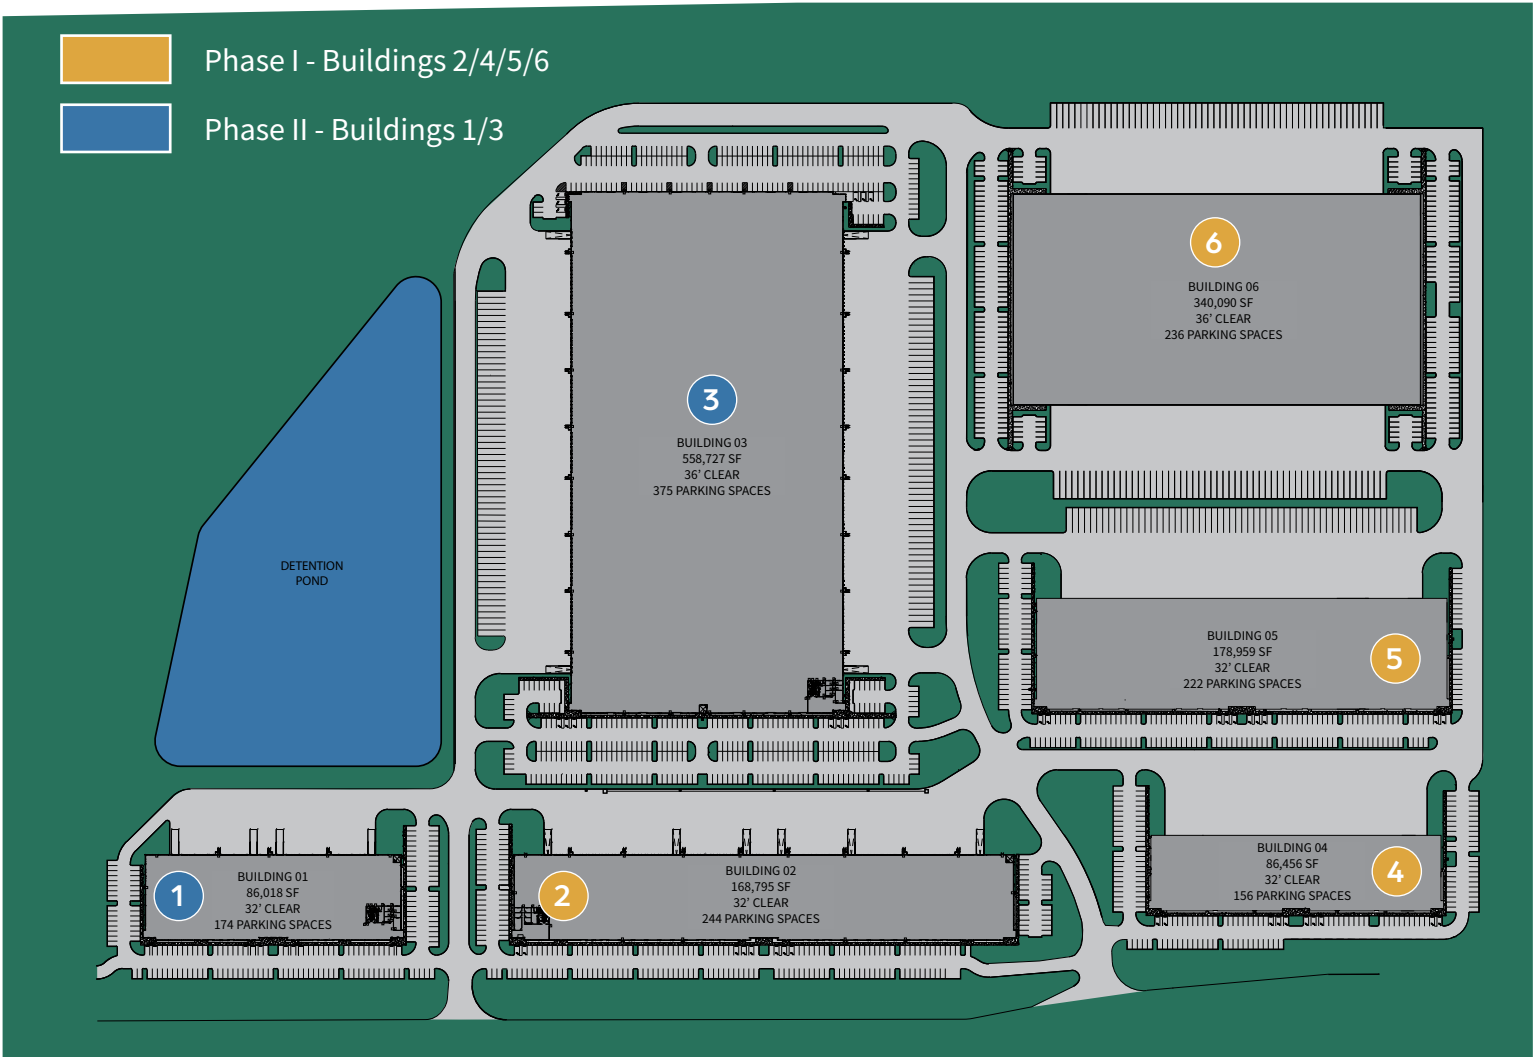 Phase I - Buildings 2/4/5/6
Phase II - Buildings 1/3
6
BUILDING 06
340,090 SF
36' CLEAR
236 PARKING SPACES
3
BUILDING 03
558,727 SF
36' CLEAR
375 PARKING SPACES
DETENTION
POND
BUILDING 05
178,959 SF
32' CLEAR
222 PARKING SPACES
5
1
BUILDING 01
86,018 SF
32' CLEAR
174 PARKING SPACES
2
BUILDING 02
168,795 SF
32' CLEAR
244 PARKING SPACES
BUILDING 04
86,456 SF
32' CLEAR
156 PARKING SPACES
4